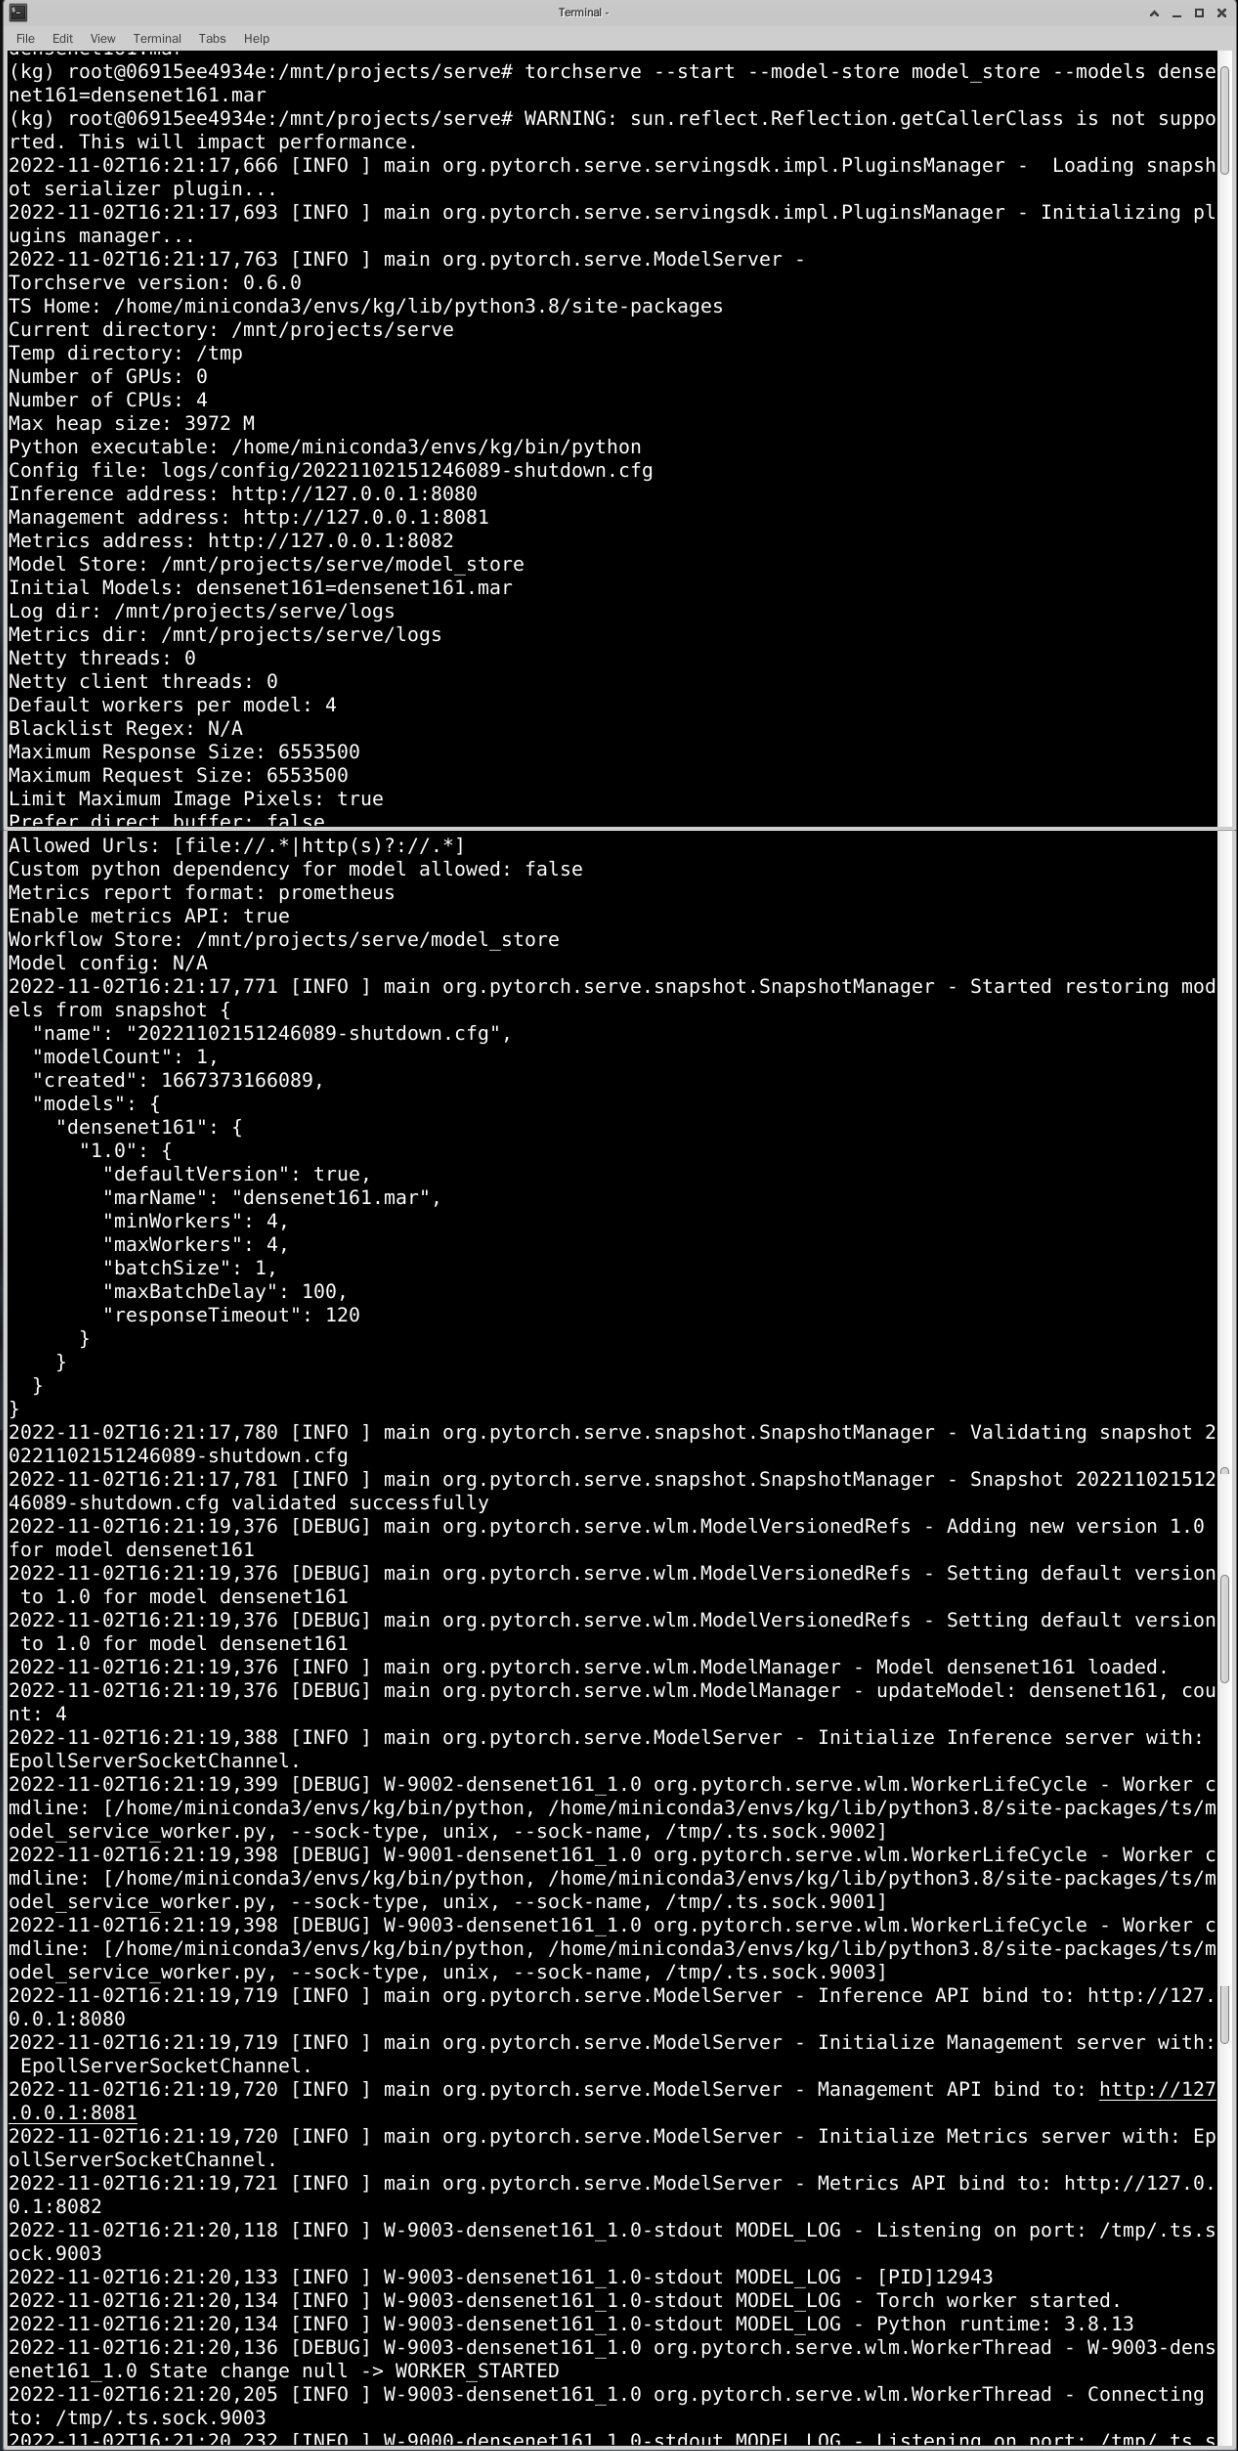 Terminal -
File Edit View Terminal Tabs Help
densenet161.mar
(kg) root@06915ee4934e:/mnt/projects/serve# torchserve --start --model-store model_store --models dense
net161=densenet161.mar
(kg) root@06915ee4934e:/mnt/projects/serve# WARNING: sun.reflect.Reflection.getCallerClass is not suppo
rted. This will impact performance.
2022-11-02T16:21:17,666 [INFO ] main org.pytorch.serve.servingsdk.impl.PluginsManager -  Loading snapsh
ot serializer plugin...
2022-11-02T16:21:17,693 [INFO ] main org.pytorch.serve.servingsdk.impl.PluginsManager - Initializing pl
ugins manager...
2022-11-02T16:21:17,763 [INFO ] main org.pytorch.serve.ModelServer -
Torchserve version: 0.6.0
TS Home: /home/miniconda3/envs/kg/lib/python3.8/site-packages
Current directory: /mnt/projects/serve
Temp directory: /tmp
Number of GPUs: 0
Number of CPUs: 4
Max heap size: 3972 M
Python executable: /home/miniconda3/envs/kg/bin/python
Config file: logs/config/20221102151246089-shutdown.cfg
Inference address: http://127.0.0.1:8080
Management address: http://127.0.0.1:8081
Metrics address: http://127.0.0.1:8082
Model Store: /mnt/projects/serve/model_store
Initial Models: densenet161=densenet161.mar
Log dir: /mnt/projects/serve/logs
Metrics dir: /mnt/projects/serve/logs
Netty threads: 0
Netty client threads: 0
Default workers per model: 4
Blacklist Regex: N/A
Maximum Response Size: 6553500
Maximum Request Size: 6553500
Limit Maximum Image Pixels: true
Prefer direct buffer: false
Allowed Urls: [file://.*|http(s)?://.*]
Custom python dependency for model allowed: false
Metrics report format: prometheus
Enable metrics API: true
Workflow Store: /mnt/projects/serve/model_store
Model config: N/A
2022-11-02T16:21:17,771 [INFO ] main org.pytorch.serve.snapshot.SnapshotManager - Started restoring mod
els from snapshot {
  "name": "20221102151246089-shutdown.cfg",
  "modelCount": 1,
  "created": 1667373166089,
  "models": {
    "densenet161": {
      "1.0": {
        "defaultVersion": true,
        "marName": "densenet161.mar",
        "minWorkers": 4,
        "maxWorkers": 4,
        "batchSize": 1,
        "maxBatchDelay": 100,
        "responseTimeout": 120
      }
    }
  }
}
2022-11-02T16:21:17,780 [INFO ] main org.pytorch.serve.snapshot.SnapshotManager - Validating snapshot 2
0221102151246089-shutdown.cfg
2022-11-02T16:21:17,781 [INFO ] main org.pytorch.serve.snapshot.SnapshotManager - Snapshot 202211021512
46089-shutdown.cfg validated successfully
2022-11-02T16:21:19,376 [DEBUG] main org.pytorch.serve.wlm.ModelVersionedRefs - Adding new version 1.0
for model densenet161
2022-11-02T16:21:19,376 [DEBUG] main org.pytorch.serve.wlm.ModelVersionedRefs - Setting default version
 to 1.0 for model densenet161
2022-11-02T16:21:19,376 [DEBUG] main org.pytorch.serve.wlm.ModelVersionedRefs - Setting default version
 to 1.0 for model densenet161
2022-11-02T16:21:19,376 [INFO ] main org.pytorch.serve.wlm.ModelManager - Model densenet161 loaded.
2022-11-02T16:21:19,376 [DEBUG] main org.pytorch.serve.wlm.ModelManager - updateModel: densenet161, cou
nt: 4
2022-11-02T16:21:19,388 [INFO ] main org.pytorch.serve.ModelServer - Initialize Inference server with:
EpollServerSocketChannel.
2022-11-02T16:21:19,399 [DEBUG] W-9002-densenet161_1.0 org.pytorch.serve.wlm.WorkerLifeCycle - Worker c
mdline: [/home/miniconda3/envs/kg/bin/python, /home/miniconda3/envs/kg/lib/python3.8/site-packages/ts/m
odel_service_worker.py, --sock-type, unix, --sock-name, /tmp/.ts.sock.9002]
2022-11-02T16:21:19,398 [DEBUG] W-9001-densenet161_1.0 org.pytorch.serve.wlm.WorkerLifeCycle - Worker c
mdline: [/home/miniconda3/envs/kg/bin/python, /home/miniconda3/envs/kg/lib/python3.8/site-packages/ts/m
odel_service_worker.py, --sock-type, unix, --sock-name, /tmp/.ts.sock.9001]
2022-11-02T16:21:19,398 [DEBUG] W-9003-densenet161_1.0 org.pytorch.serve.wlm.WorkerLifeCycle - Worker c
mdline: [/home/miniconda3/envs/kg/bin/python, /home/miniconda3/envs/kg/lib/python3.8/site-packages/ts/m
odel_service_worker.py, --sock-type, unix, --sock-name, /tmp/.ts.sock.9003]
2022-11-02T16:21:19,719 [INFO ] main org.pytorch.serve.ModelServer - Inference API bind to: http://127.
0.0.1:8080
2022-11-02T16:21:19,719 [INFO ] main org.pytorch.serve.ModelServer - Initialize Management server with:
 EpollServerSocketChannel.
2022-11-02T16:21:19,720 [INFO ] main org.pytorch.serve.ModelServer - Management API bind to: http://127
.0.0.1:8081
2022-11-02T16:21:19,720 [INFO ] main org.pytorch.serve.ModelServer - Initialize Metrics server with: Ep
ollServerSocketChannel.
2022-11-02T16:21:19,721 [INFO ] main org.pytorch.serve.ModelServer - Metrics API bind to: http://127.0.
0.1:8082
2022-11-02T16:21:20,118 [INFO ] W-9003-densenet161_1.0-stdout MODEL_LOG - Listening on port: /tmp/.ts.s
ock.9003
2022-11-02T16:21:20,133 [INFO ] W-9003-densenet161_1.0-stdout MODEL_LOG - [PID]12943
2022-11-02T16:21:20,134 [INFO ] W-9003-densenet161_1.0-stdout MODEL_LOG - Torch worker started.
2022-11-02T16:21:20,134 [INFO ] W-9003-densenet161_1.0-stdout MODEL_LOG - Python runtime: 3.8.13
2022-11-02T16:21:20,136 [DEBUG] W-9003-densenet161_1.0 org.pytorch.serve.wlm.WorkerThread - W-9003-dens
enet161_1.0 State change null -> WORKER_STARTED
2022-11-02T16:21:20,205 [INFO ] W-9003-densenet161_1.0 org.pytorch.serve.wlm.WorkerThread - Connecting
to: /tmp/.ts.sock.9003
2022-11-02T16:21:20,232 [INFO ] W-9000-densenet161_1.0-stdout MODEL_LOG - Listening on port: /tmp/.ts.s